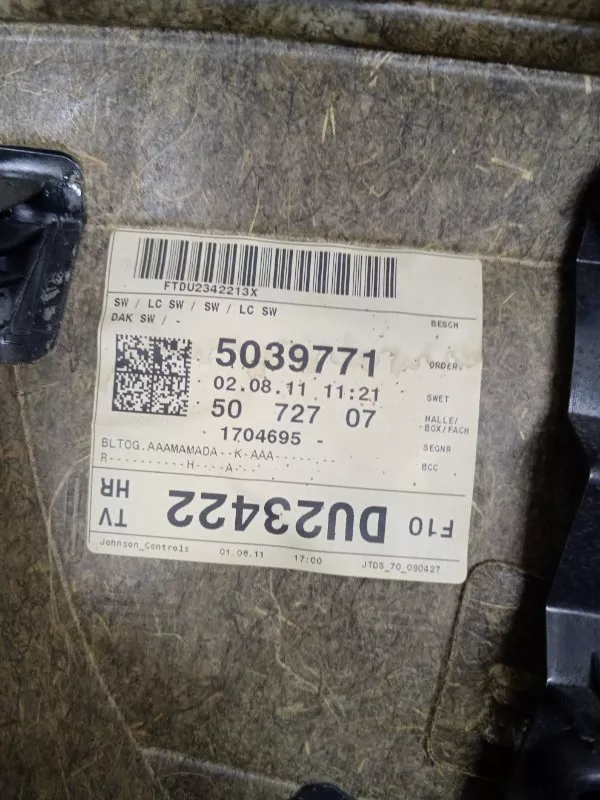 FTDU2342213X
SW / LC SW / SW / LC SW
DAK SW / -
BESCH
5039771
ORDER.
02.08.11 11:21
SWET
50 727 07
HALLE/
BOX/FACH
1704695 -
SEQNR
BLTOG.AAAMAMADA--K-AAA--------
R----------H----A---
BCC
F10 DU23422 TV
HR
Johnson_Controls 01.08.11 17:00 JTDS_70_090427